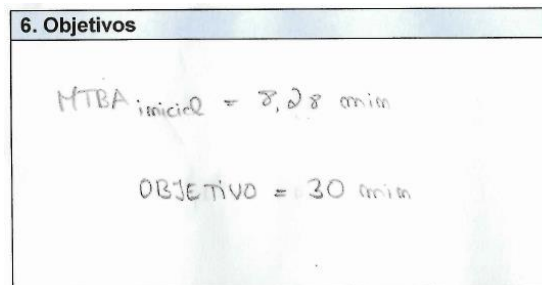 6. Objetivos
MTBA inicial = 8,28 min
OBJETIVO = 30 min